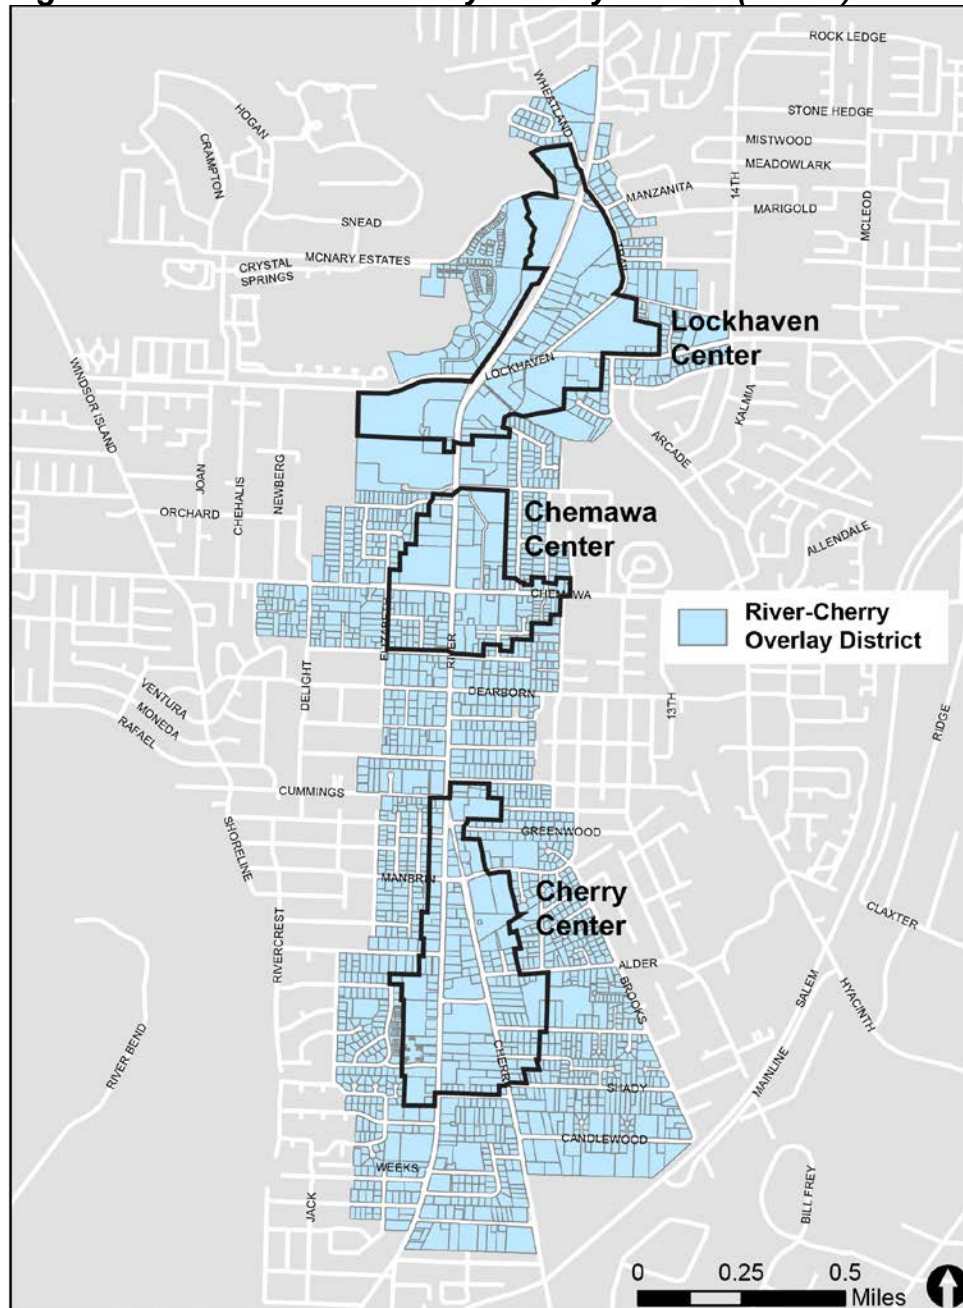 ROCK LEDGE
WHEATLAND
STONE HEDGE
HOGAN
MISTWOOD
CRAMPTON
MEADOWLARK
14TH
MANZANITA
MARIGOLD
MCLEOD
SNEAD
MCNARY ESTATES
CRYSTAL
SPRINGS
Lockhaven
Center
LOCKHAVEN
WINDSOR ISLAND
KALMIA
ARCADE
JOAN
CHEHALIS
NEWBERG
ORCHARD
Chemawa
Center
ALLENDALE
CHEMAWA
River-Cherry
Overlay District
RIVER
DELIGHT
DEARBORN
VENTURA
MONEDA
RAFAEL
13TH
RIDGE
CUMMINGS
SHORELINE
GREENWOOD
MANBRIN
Cherry
Center
CLAXTER
RIVERCREST
ALDER
BROOKS
SALEM
HYACINTH
RIVER BEND
CHERRY
MAINLINE
SHADY
CANDLEWOOD
WEEKS
JACK
BILL FREY
0 0.25 0.5
Miles